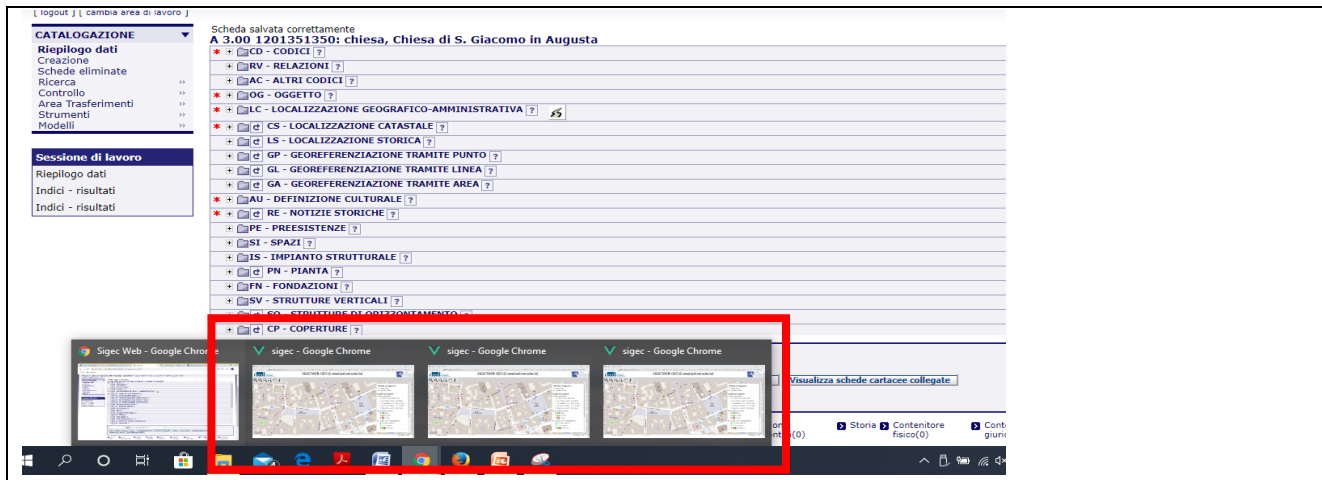 [ logout ] [ cambia area di lavoro ]
CATALOGAZIONE
Riepilogo dati
Creazione
Schede eliminate
Ricerca
Controllo
Area Trasferimenti
Strumenti
Modelli
Sessione di lavoro
Riepilogo dati
Indici - risultati
Indici - risultati
Scheda salvata correttamente
A 3.00 1201351350: chiesa, Chiesa di S. Giacomo in Augusta
* CD - CODICI ?
RV - RELAZIONI ?
AC - ALTRI CODICI ?
* OG - OGGETTO ?
* LC - LOCALIZZAZIONE GEOGRAFICO-AMMINISTRATIVA ?
* CS - LOCALIZZAZIONE CATASTALE ?
LS - LOCALIZZAZIONE STORICA ?
GP - GEOREFERENZIAZIONE TRAMITE PUNTO ?
GL - GEOREFERENZIAZIONE TRAMITE LINEA ?
GA - GEOREFERENZIAZIONE TRAMITE AREA ?
* AU - DEFINIZIONE CULTURALE ?
* RE - NOTIZIE STORICHE ?
PE - PREESISTENZE ?
SI - SPAZI ?
IS - IMPIANTO STRUTTURALE ?
PN - PIANTA ?
FN - FONDAZIONI ?
SV - STRUTTURE VERTICALI ?
SO - STRUTTURE DI ORIZZONTAMENTO ?
CP - COPERTURE ?
Sigec Web - Google Chrome
sigec - Google Chrome
sigec - Google Chrome
sigec - Google Chrome
Visualizza schede cartacee collegate
Storia
Contenitore
fisico(0)